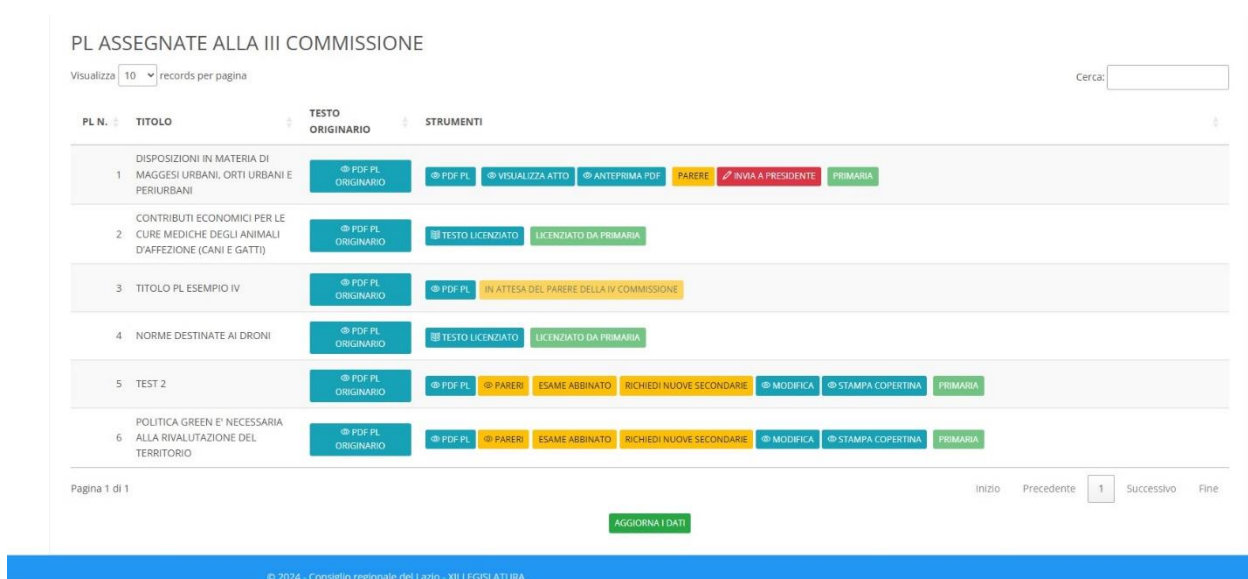 PL ASSEGNATE ALLA III COMMISSIONE
Visualizza 10 records per pagina Cerca:
PL N. TITOLO TESTO ORIGINARIO STRUMENTI
1
DISPOSIZIONI IN MATERIA DI
MAGGESI URBANI, ORTI URBANI E
PERIURBANI
PDF PL
ORIGINARIO
PDF PL VISUALIZZA ATTO ANTEPRIMA PDF PARERE INVIA A PRESIDENTE PRIMARIA
2
CONTRIBUTI ECONOMICI PER LE
CURE MEDICHE DEGLI ANIMALI
D'AFFEZIONE (CANI E GATTI)
PDF PL
ORIGINARIO
TESTO LICENZIATO LICENZIATO DA PRIMARIA
3 TITOLO PL ESEMPIO IV
PDF PL
ORIGINARIO
PDF PL IN ATTESA DEL PARERE DELLA IV COMMISSIONE
4 NORME DESTINATE AI DRONI
PDF PL
ORIGINARIO
TESTO LICENZIATO LICENZIATO DA PRIMARIA
5 TEST 2
PDF PL
ORIGINARIO
PDF PL PARERI ESAME ABBINATO RICHIEDI NUOVE SECONDARIE MODIFICA STAMPA COPERTINA PRIMARIA
6
POLITICA GREEN E' NECESSARIA
ALLA RIVALUTAZIONE DEL
TERRITORIO
PDF PL
ORIGINARIO
PDF PL PARERI ESAME ABBINATO RICHIEDI NUOVE SECONDARIE MODIFICA STAMPA COPERTINA PRIMARIA
Pagina 1 di 1 Inizio Precedente 1 Successivo Fine
AGGIORNA I DATI
© 2024 - Consiglio regionale del Lazio - XII LEGISLATURA